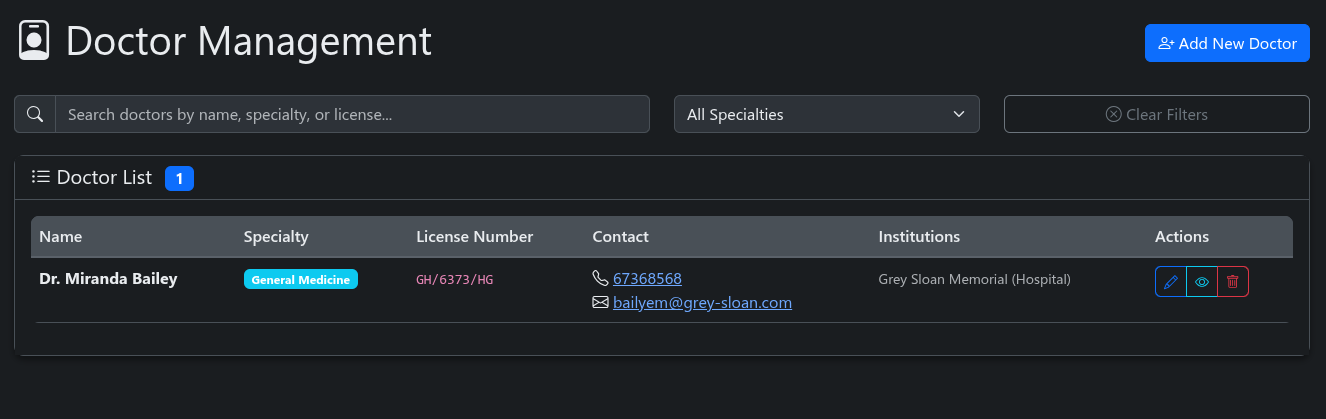 Doctor Management
Add New Doctor
Search doctors by name, specialty, or license...
All Specialties
Clear Filters
Doctor List 1
Name Specialty License Number Contact Institutions Actions
Dr. Miranda Bailey General Medicine GH/6373/HG 67368568 Grey Sloan Memorial (Hospital)
bailyem@grey-sloan.com